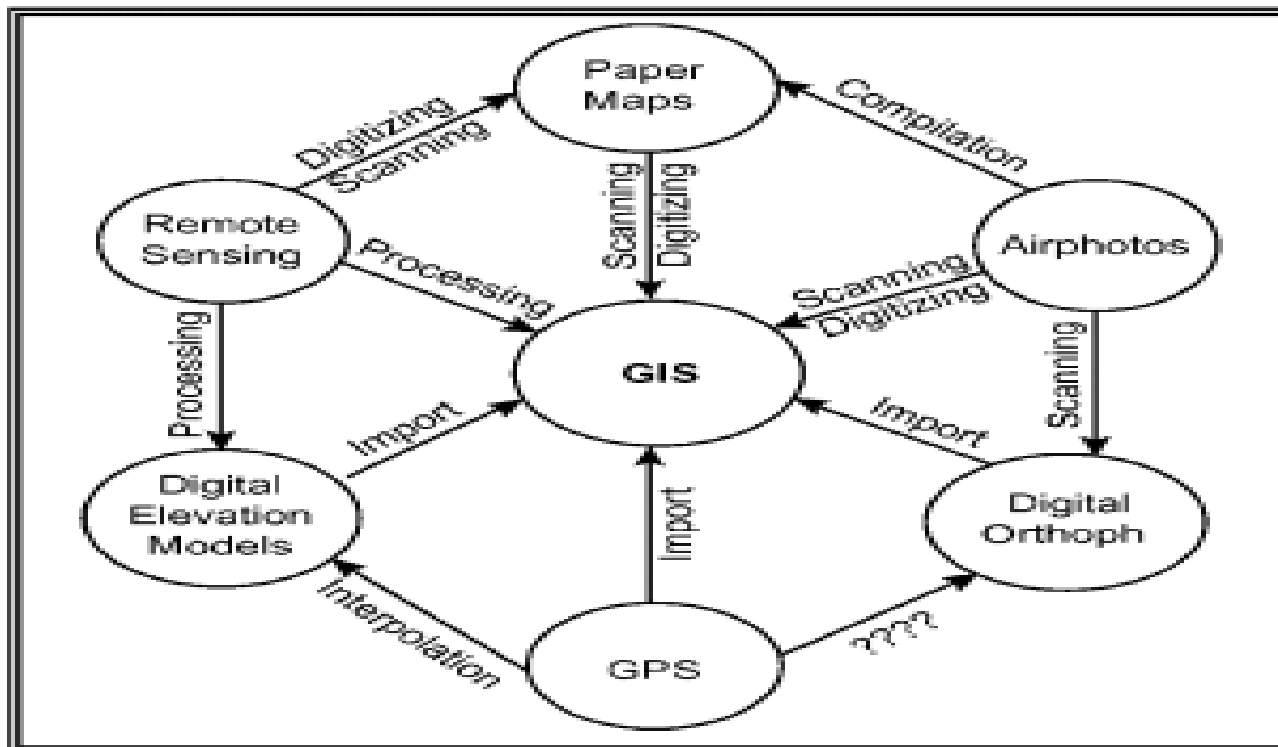 Paper
Maps
Digitizing
Scanning
Compilation
Remote
Sensing
Scanning
Digitizing
Airphotos
Processing
Scanning
Digitizing
GIS
Processing
Import
Import
Scanning
Digital
Elevation
Models
Import
Digital
Orthoph
Interpolation
GPS
????